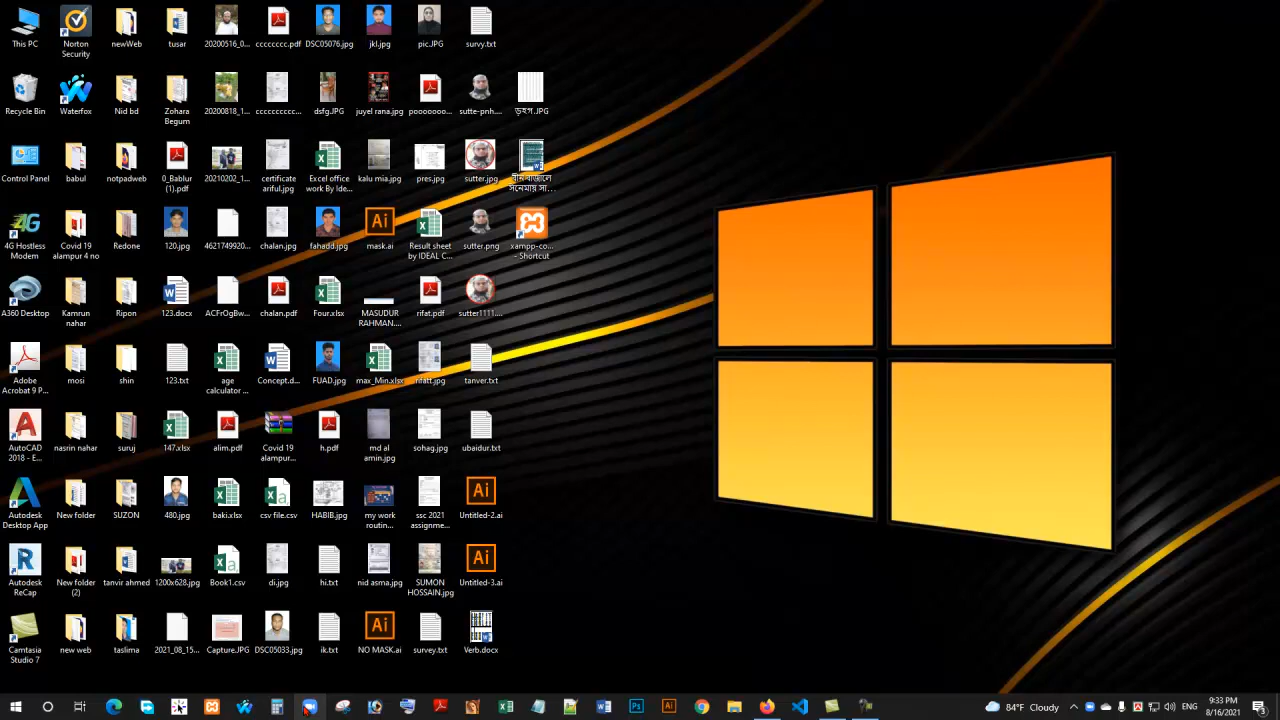 This PC
Norton Security
newWeb
tusar
20200516_0...
cccccccc.pdf
DSC05076.jpg
jkl.jpg
pic.JPG
survy.txt
Recycle Bin
Waterfox
Nid bd
Zohara Begum
20200818_1...
cccccccccc...
dsfg.JPG
juyel rana.jpg
pooooooo...
sutte-pnh....
ভহগ.JPG
Control Panel
babul
notpadweb
0_Bablur (1).pdf
20210202_1...
certificate ariful.jpg
Excel office work By Ide...
kalu mia.jpg
pres.jpg
sutter.jpg
4G Hostless Modem
Covid 19 alampur 4 no
Redone
120.jpg
4621749920...
chalan.jpg
fahadd.jpg
mask.ai
Result sheet by IDEAL C...
sutter.png
xampp-co... - Shortcut
A360 Desktop
Kamrun nahar
Ripon
123.docx
ACFrOgBw...
chalan.pdf
Four.xlsx
MASUDUR RAHMAN....
rifat.pdf
sutter1111....
Adobe Acrobat 9 P...
mosi
shin
123.txt
age calculator ...
Concept.d...
FUAD.jpg
max_Min.xlsx
rifatt.jpg
tanver.txt
AutoCAD 2018 - E...
nasrin nahar
suruj
147.xlsx
alim.pdf
Covid 19 alampur...
h.pdf
md al amin.jpg
sohag.jpg
ubaidur.txt
Autodesk Desktop App
New folder
SUZON
480.jpg
baki.xlsx
csv file.csv
HABIB.jpg
my work routin...
ssc 2021 assignme...
Untitled-2.ai
Autodesk ReCap
New folder (2)
tanvir ahmed
1200x628.jpg
Book1.csv
di.jpg
hi.txt
nid asma.jpg
SUMON HOSSAIN.jpg
Untitled-3.ai
Camtasia Studio 7
new web
taslima
2021_08_15...
Capture.JPG
DSC05033.jpg
ik.txt
NO MASK.ai
survey.txt
Verb.docx
84°F Cloudy
ENG
9:33 PM
8/16/2021